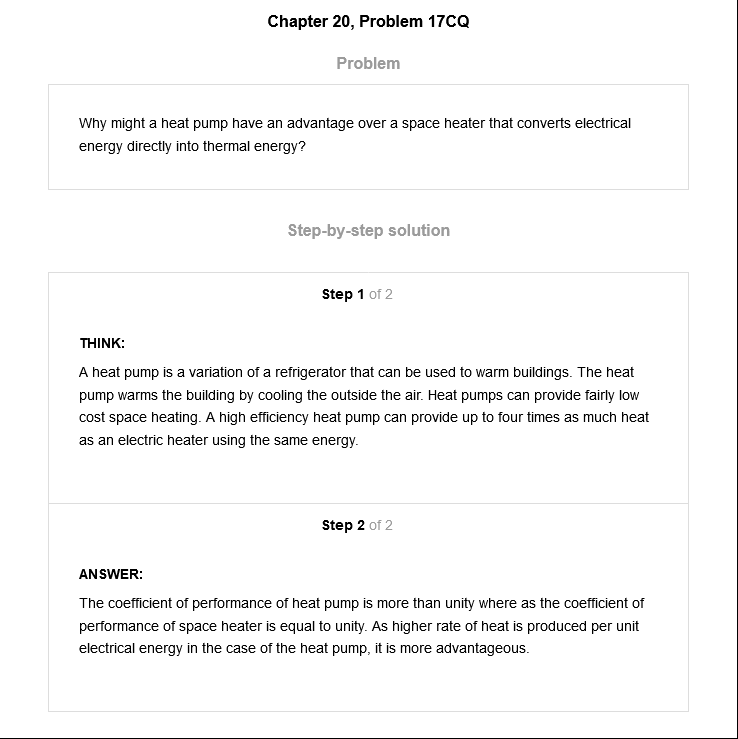 Chapter 20, Problem 17CQ
Problem
Why might a heat pump have an advantage over a space heater that converts electrical
energy directly into thermal energy?
Step-by-step solution
Step 1 of 2
THINK:
A heat pump is a variation of a refrigerator that can be used to warm buildings. The heat
pump warms the building by cooling the outside the air. Heat pumps can provide fairly low
cost space heating. A high efficiency heat pump can provide up to four times as much heat
as an electric heater using the same energy.
Step 2 of 2
ANSWER:
The coefficient of performance of heat pump is more than unity where as the coefficient of
performance of space heater is equal to unity. As higher rate of heat is produced per unit
electrical energy in the case of the heat pump, it is more advantageous.